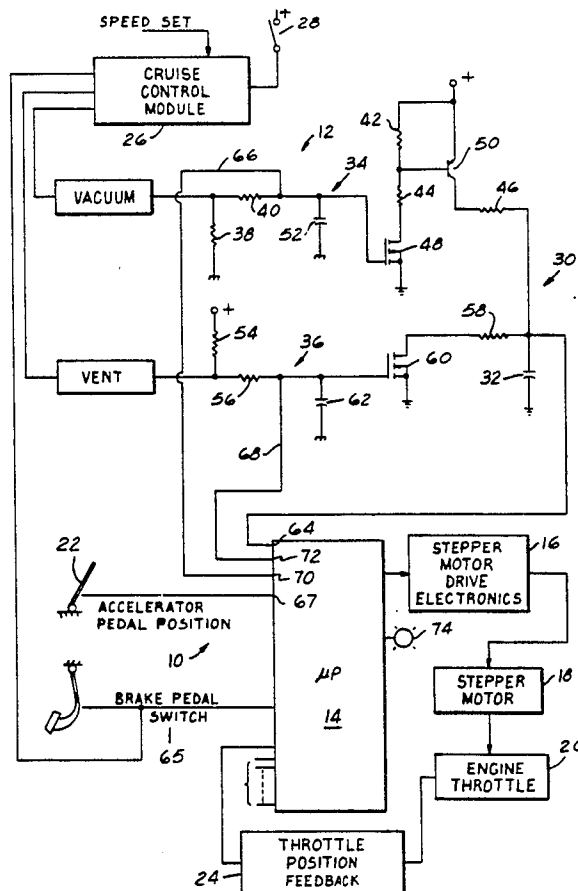 SPEED SET
+
28
CRUISE
CONTROL
MODULE
26
12
+
42
50
66
34
VACUUM
40
44
46
52
38
48
30
+
54
58
36
60
VENT
56
62
32
68
64
72
70
67
22
ACCELERATOR
PEDAL POSITION
10
STEPPER
MOTOR
DRIVE
ELECTRONICS
16
74
μP
14
BRAKE PEDAL
SWITCH
65
STEPPER
MOTOR
18
ENGINE
THROTTLE
20
THROTTLE
POSITION
FEEDBACK
24